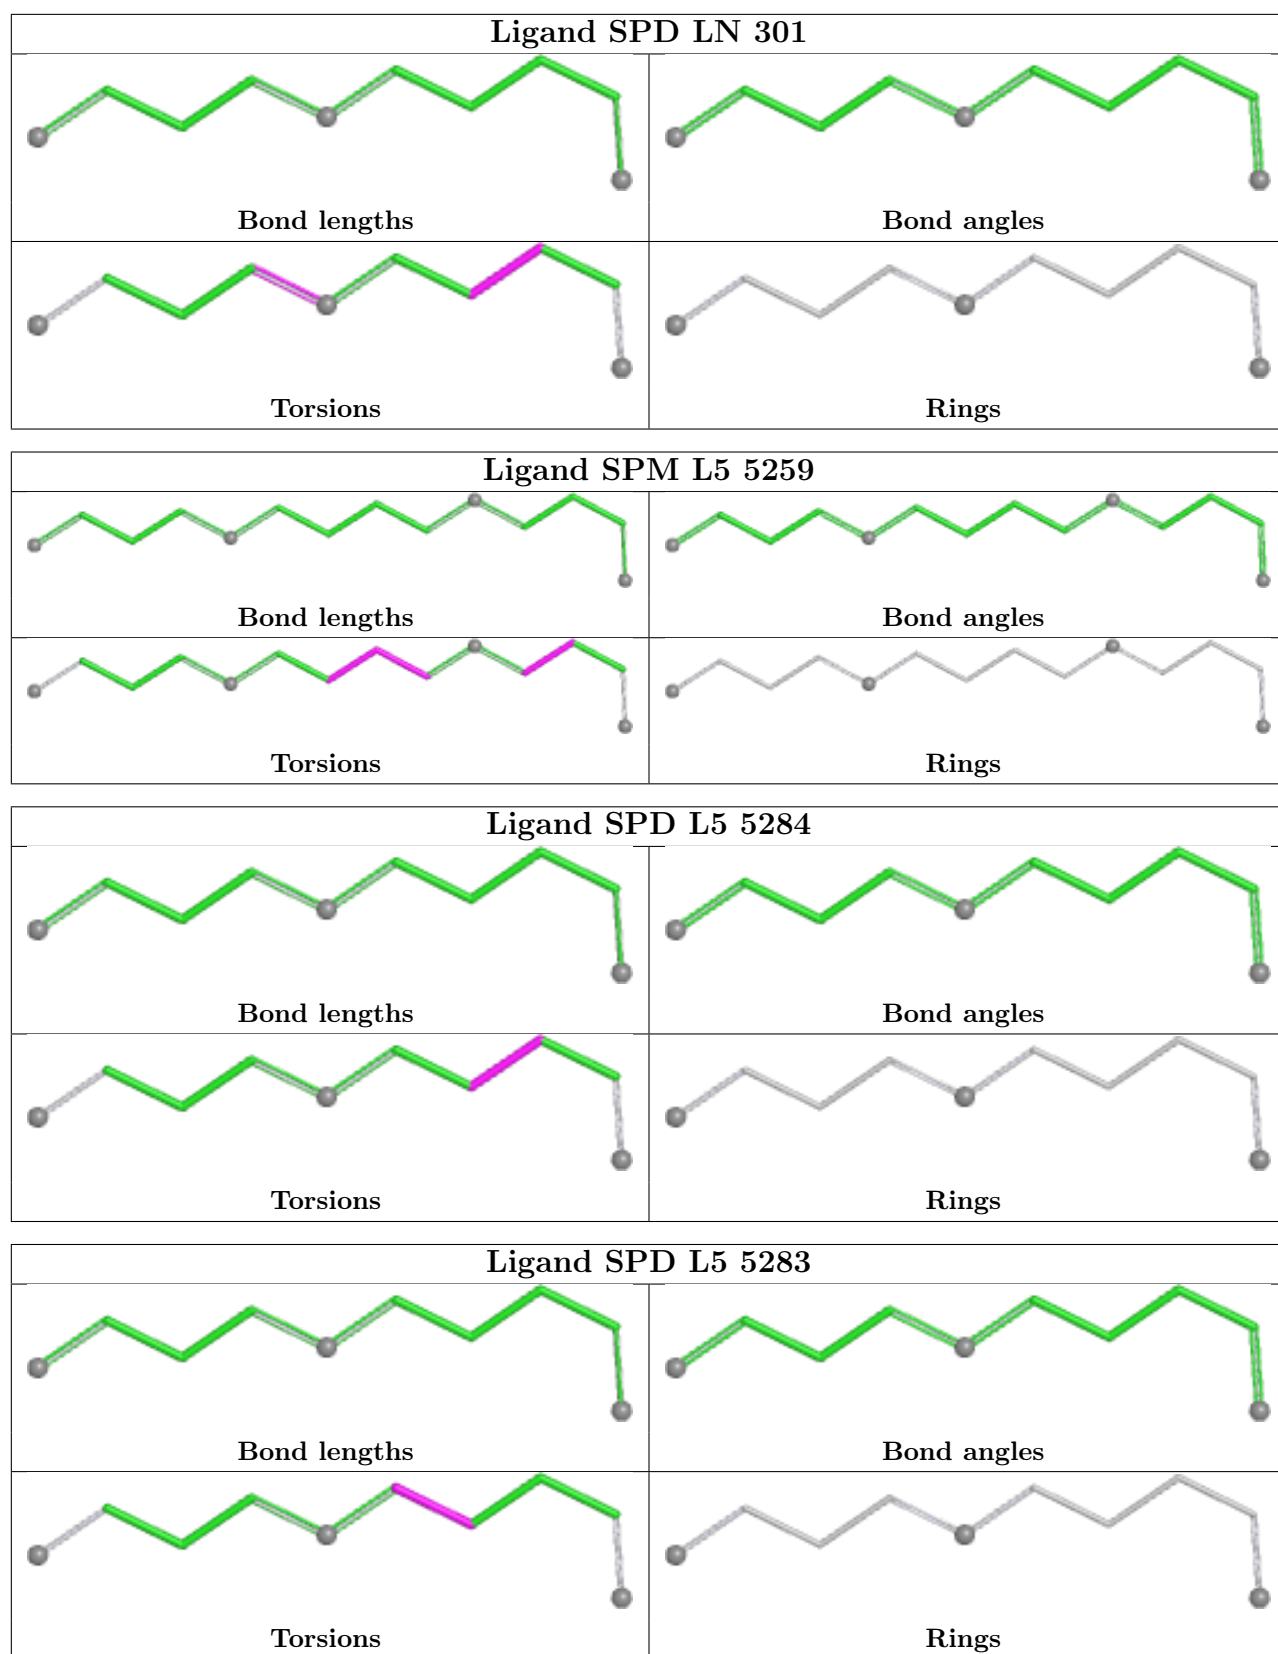 Ligand SPD LN 301
Bond lengths
Bond angles
Torsions
Rings
Ligand SPM L5 5259
Bond lengths
Bond angles
Torsions
Rings
Ligand SPD L5 5284
Bond lengths
Bond angles
Torsions
Rings
Ligand SPD L5 5283
Bond lengths
Bond angles
Torsions
Rings